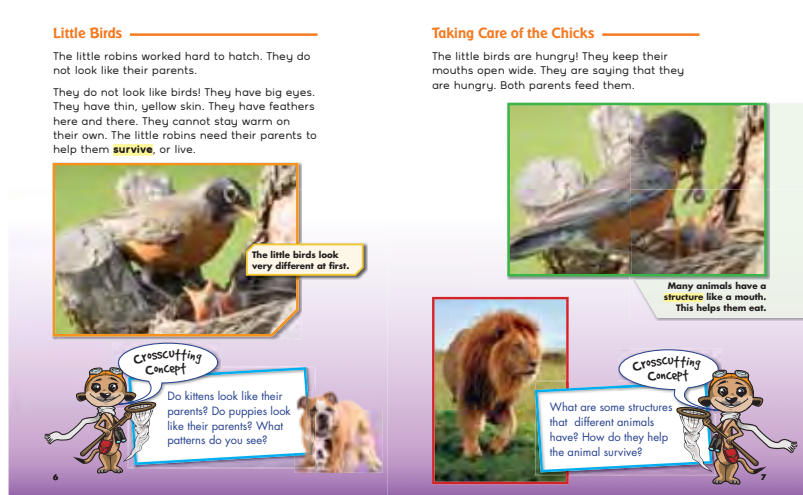 Little Birds
The little robins worked hard to hatch. They do
not look like their parents.
They do not look like birds! They have big eyes.
They have thin, yellow skin. They have feathers
here and there. They cannot stay warm on
their own. The little robins need their parents to
help them survive, or live.
The little birds look
very different at first.
Crosscutting
Concept
Do kittens look like their
parents? Do puppies look
like their parents? What
patterns do you see?
6
Taking Care of the Chicks
The little birds are hungry! They keep their
mouths open wide. They are saying that they
are hungry. Both parents feed them.
Many animals have a
structure like a mouth.
This helps them eat.
Crosscutting
Concept
What are some structures
that different animals
have? How do they help
the animal survive?
7